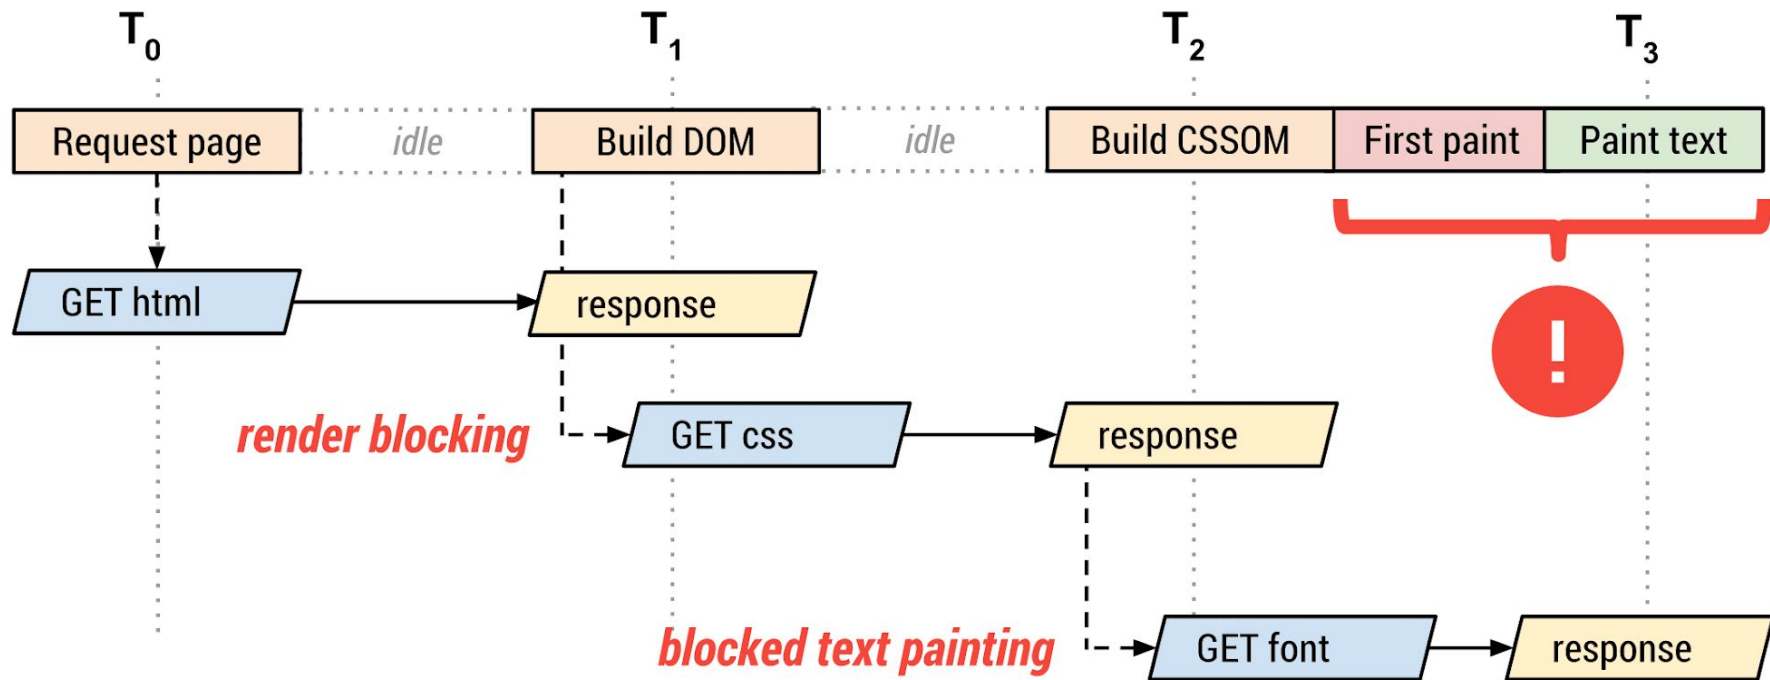 T0 T1 T2 T3
Request page idle Build DOM idle Build CSSOM First paint Paint text
GET html response
!
render blocking GET css response
blocked text painting GET font response